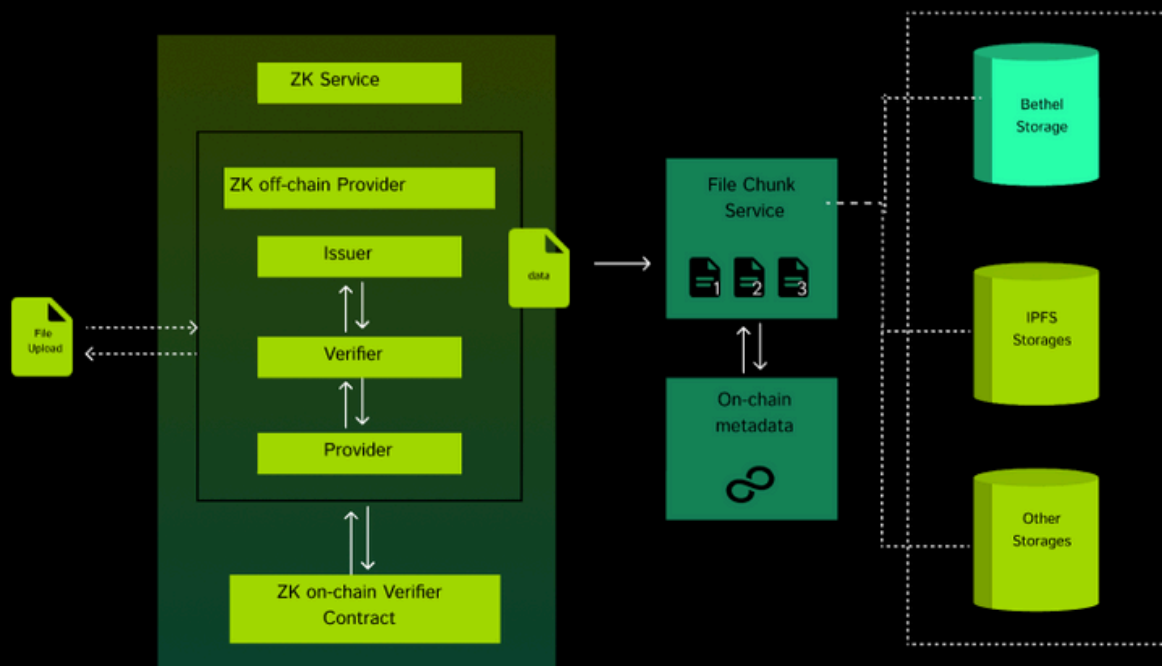 ZK Service
ZK off-chain Provider
Issuer
Verifier
Provider
ZK on-chain Verifier
Contract
File
Upload
data
File Chunk
Service
1
2
3
On-chain
metadata
Bethel
Storage
IPFS
Storages
Other
Storages